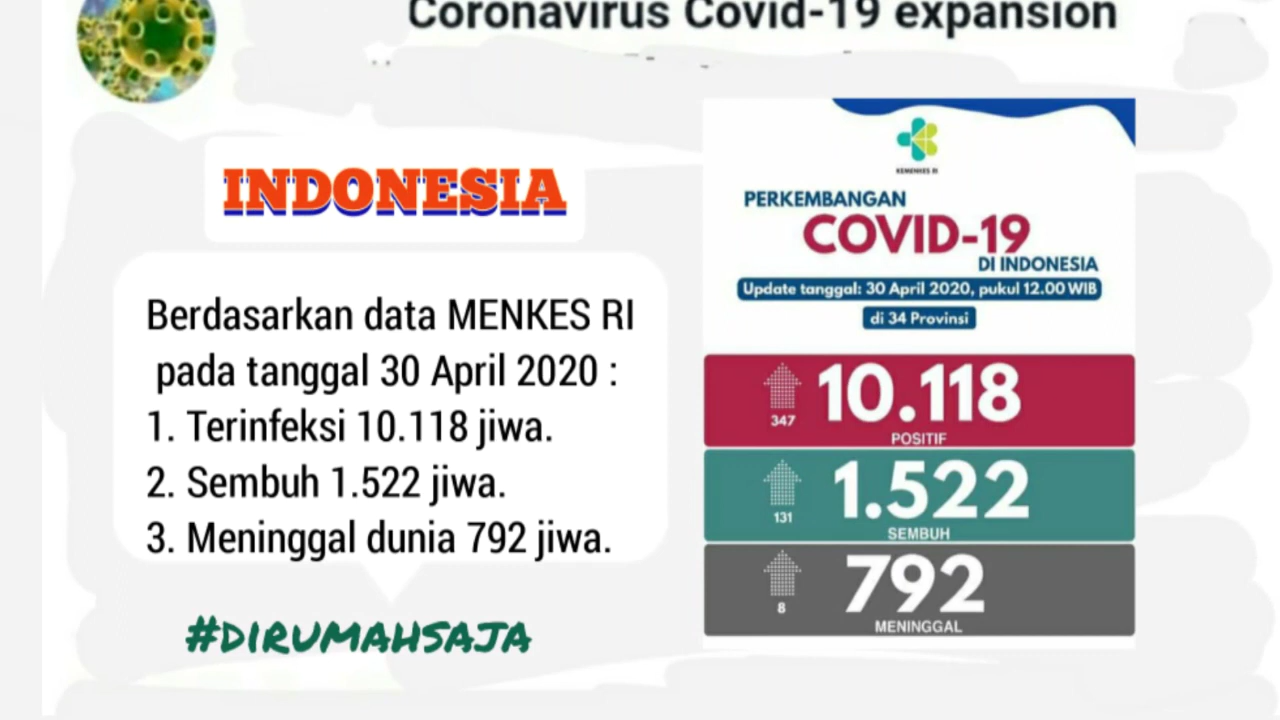 Coronavirus Covid-19 expansion
INDONESIA
Berdasarkan data MENKES RI
pada tanggal 30 April 2020 :
1. Terinfeksi 10.118 jiwa.
2. Sembuh 1.522 jiwa.
3. Meninggal dunia 792 jiwa.
#DIRUMAHSAJA
KEMENKES RI
PERKEMBANGAN
COVID-19
DI INDONESIA
Update tanggal: 30 April 2020, pukul 12.00 WIB
di 34 Provinsi
347
10.118
POSITIF
131
1.522
SEMBUH
8
792
MENINGGAL